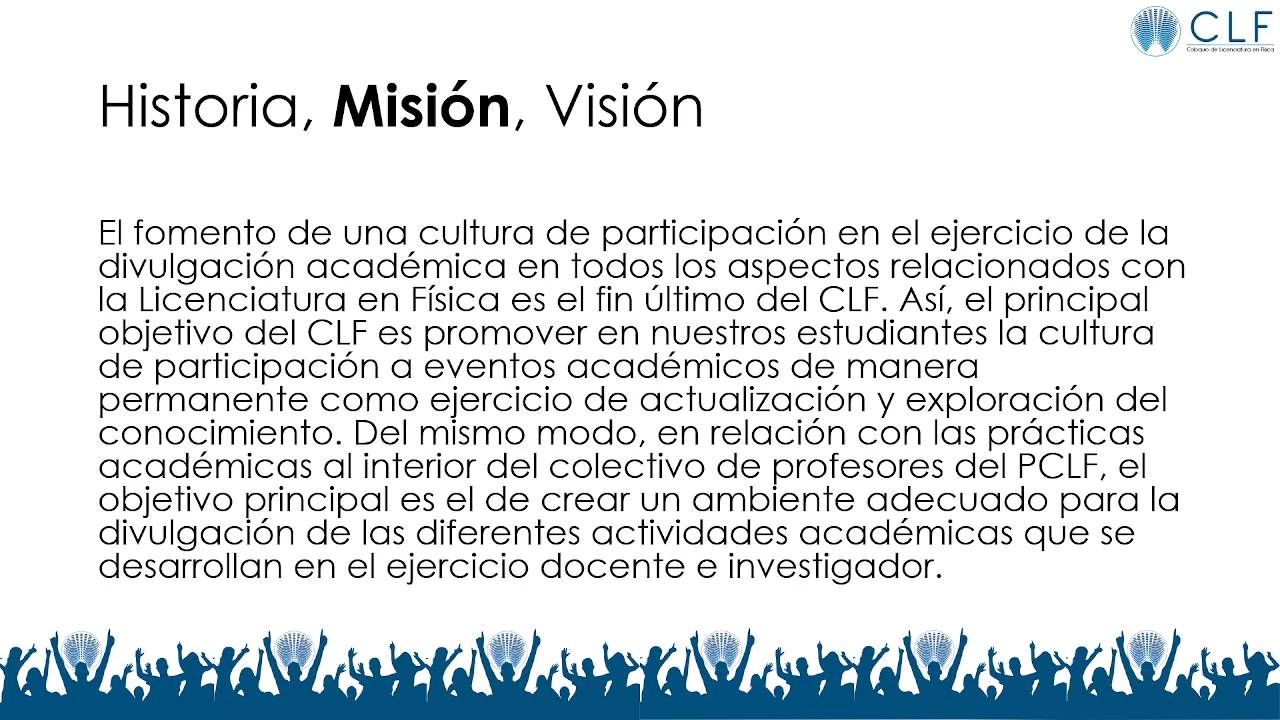 CLF
Coloquio de Licenciatura en Física
Historia, Misión, Visión
El fomento de una cultura de participación en el ejercicio de la
divulgación académica en todos los aspectos relacionados con
la Licenciatura en Física es el fin último del CLF. Así, el principal
objetivo del CLF es promover en nuestros estudiantes la cultura
de participación a eventos académicos de manera
permanente como ejercicio de actualización y exploración del
conocimiento. Del mismo modo, en relación con las prácticas
académicas al interior del colectivo de profesores del PCLF, el
objetivo principal es el de crear un ambiente adecuado para la
divulgación de las diferentes actividades académicas que se
desarrollan en el ejercicio docente e investigador.